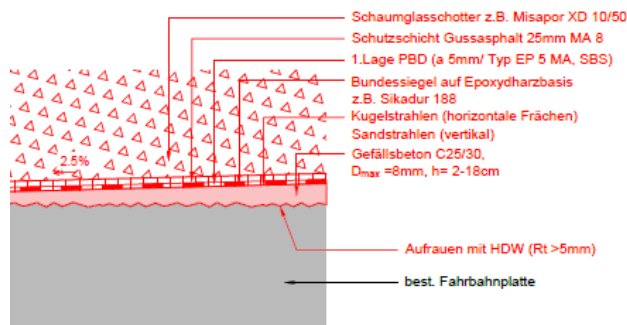 Schaumglasschotter z.B. Misapor XD 10/50
Schutzschicht Gussasphalt 25mm MA 8
1.Lage PBD (a 5mm/ Typ EP 5 MA, SBS)
Bundessiegel auf Epoxydharzbasis
z.B. Sikadur 188
Kugelstrahlen (horizontale Frächen)
Sandstrahlen (vertikal)
Gefällsbeton C25/30,
Dmax =8mm, h= 2-18cm
2.5%
Aufrauen mit HDW (Rt >5mm)
best. Fahrbahnplatte